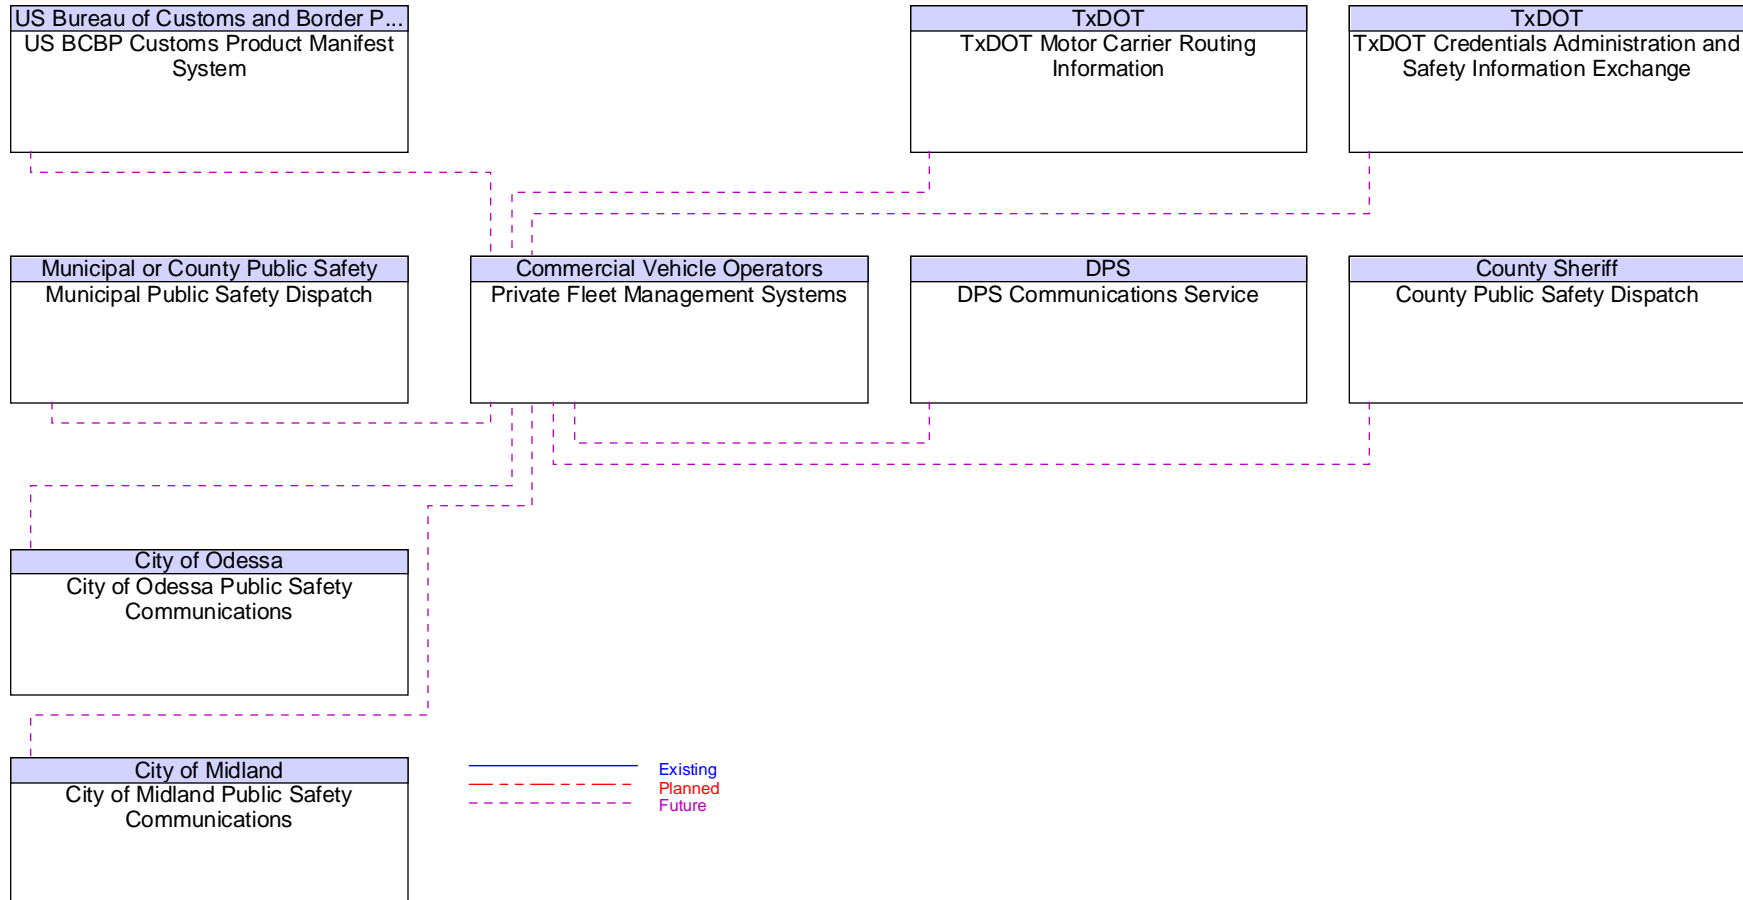 US Bureau of Customs and Border P...
US BCBP Customs Product Manifest
System
TxDOT
TxDOT Motor Carrier Routing
Information
TxDOT
TxDOT Credentials Administration and
Safety Information Exchange
Municipal or County Public Safety
Municipal Public Safety Dispatch
Commercial Vehicle Operators
Private Fleet Management Systems
DPS
DPS Communications Service
County Sheriff
County Public Safety Dispatch
City of Odessa
City of Odessa Public Safety
Communications
City of Midland
City of Midland Public Safety
Communications
Existing
Planned
Future